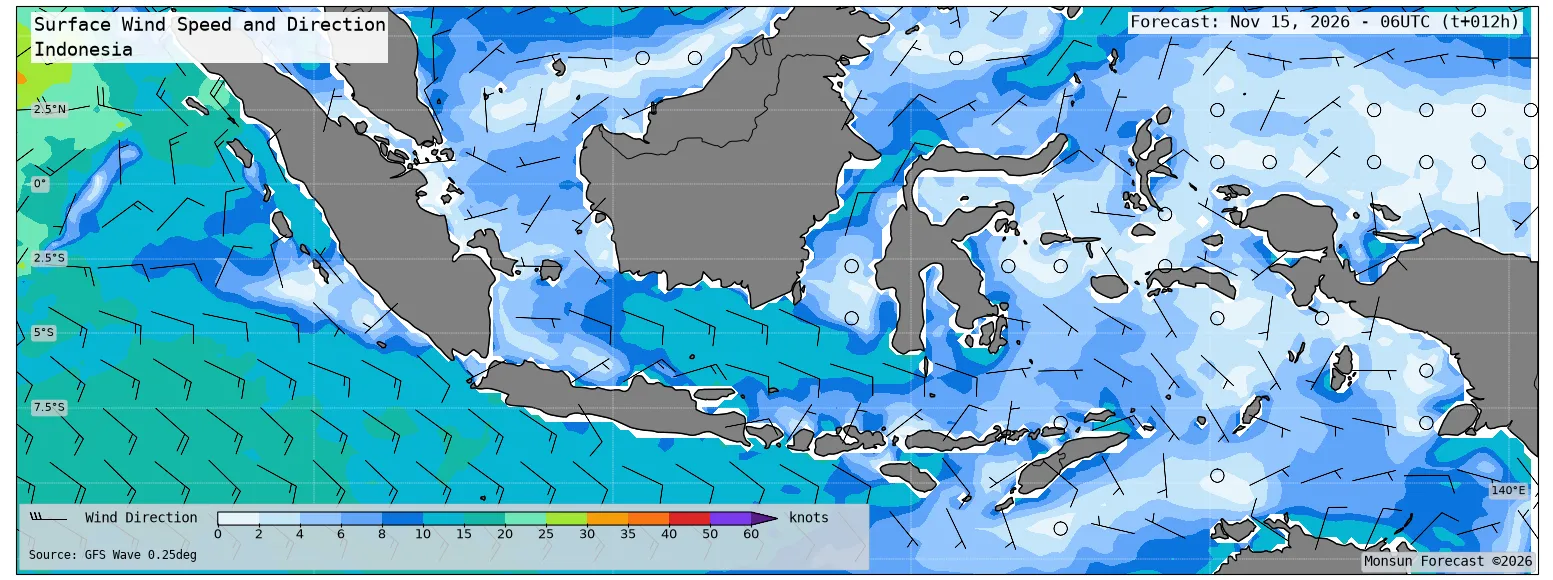 Surface Wind Speed and Direction
Indonesia
Forecast: Nov 15, 2026 - 06UTC (t+012h)
2.5°N
0°
2.5°S
5°S
7.5°S
140°E
Wind Direction
0 2 4 6 8 10 15 20 25 30 35 40 50 60
knots
Source: GFS Wave 0.25deg
Monsun Forecast ©2026